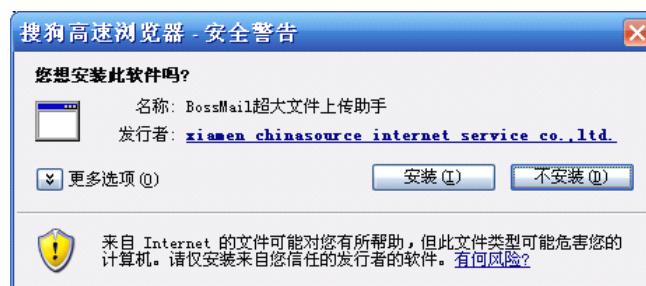 搜狗高速浏览器 - 安全警告
您想安装此软件吗?
名称: BossMail超大文件上传助手
发行者: xiamen chinasource internet service co.,ltd.
更多选项(O)
安装(I)
不安装(D)
来自 Internet 的文件可能对您有所帮助，但此文件类型可能危害您的
计算机。请仅安装来自您信任的发行者的软件。有何风险?